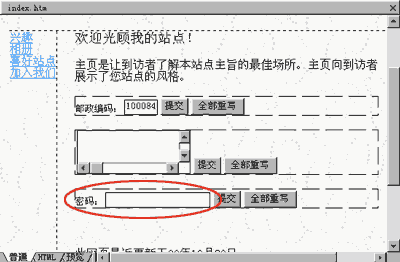 index.htm
兴趣
相册
喜好站点
加入我们
欢迎光顾我的站点！
主页是让到访者了解本站点主旨的最佳场所。主页向到访者
展示了您站点的风格。
邮政编码： 100084 提交 全部重写
提交 全部重写
密码： 提交 全部重写
普通 HTML 预览